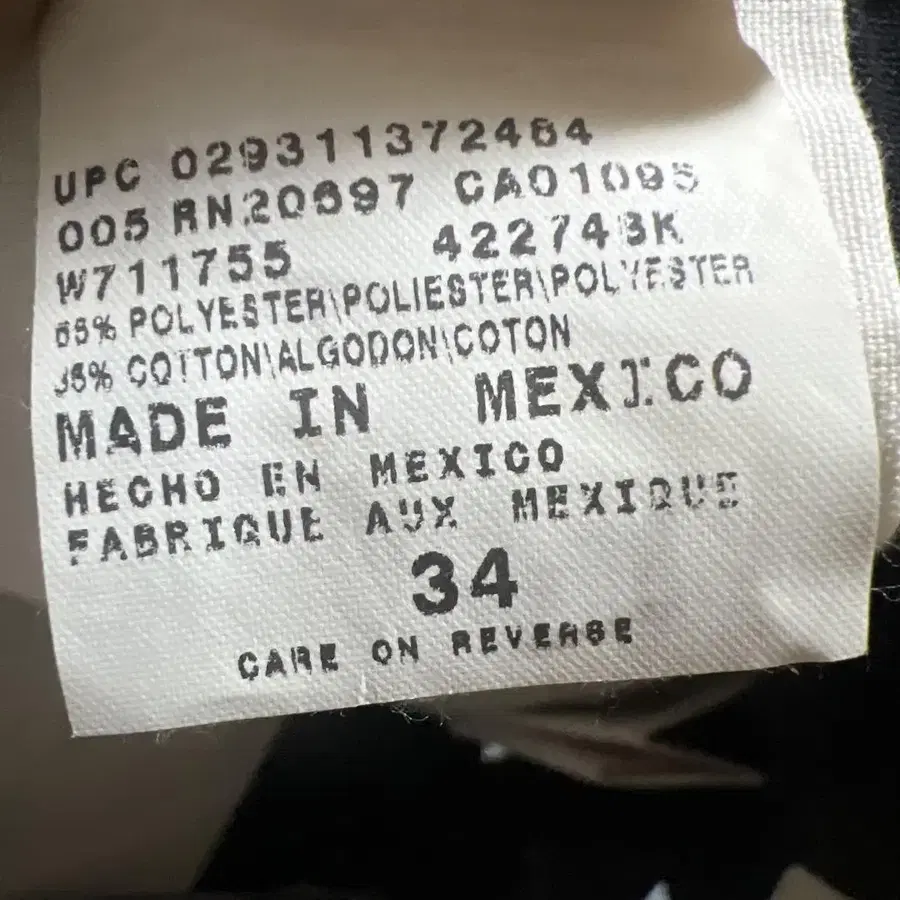 UPC 029311372464
005 RN20697 CA01095
W711755 422743K
65% POLYESTER\POLIESTER\POLYESTER
35% COTTON\ALGODON\COTON
MADE IN MEXICO
HECHO EN MEXICO
FABRIQUE AUX MEXIQUE
34
CARE ON REVERSE